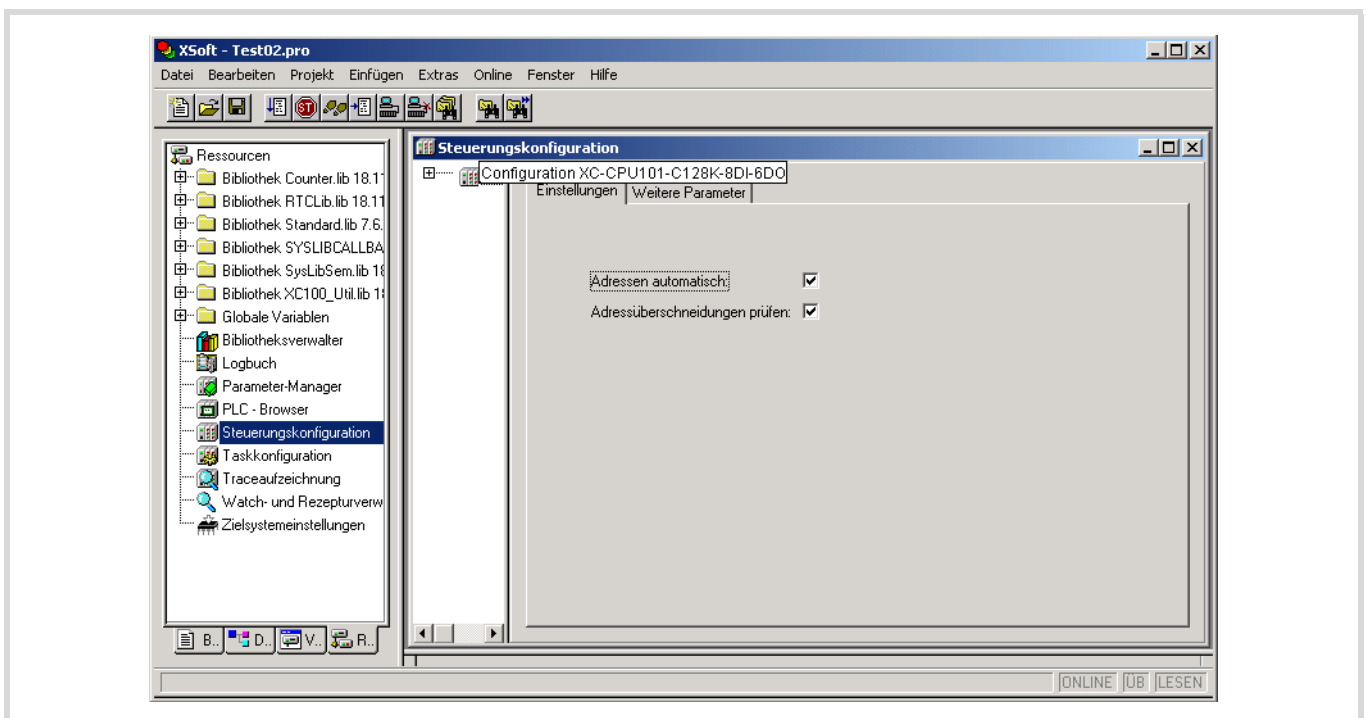 XSoft - Test02.pro
Datei Bearbeiten Projekt Einfügen Extras Online Fenster Hilfe
Ressourcen
Bibliothek Counter.lib 18.11
Bibliothek RTCLib.lib 18.11
Bibliothek Standard.lib 7.6.
Bibliothek SYSLIBCALLBA
Bibliothek SysLibSem.lib 18
Bibliothek XC100_Util.lib 18
Globale Variablen
Bibliotheksverwalter
Logbuch
Parameter-Manager
PLC - Browser
Steuerungskonfiguration
Taskkonfiguration
Traceaufzeichnung
Watch- und Rezepturverw
Zielsystemeinstellungen
B.. D.. V.. R..
Steuerungskonfiguration
Configuration XC-CPU101-C128K-8DI-6DO
Einstellungen Weitere Parameter
Adressen automatisch:
Adressüberschneidungen prüfen:
ONLINE ÜB LESEN